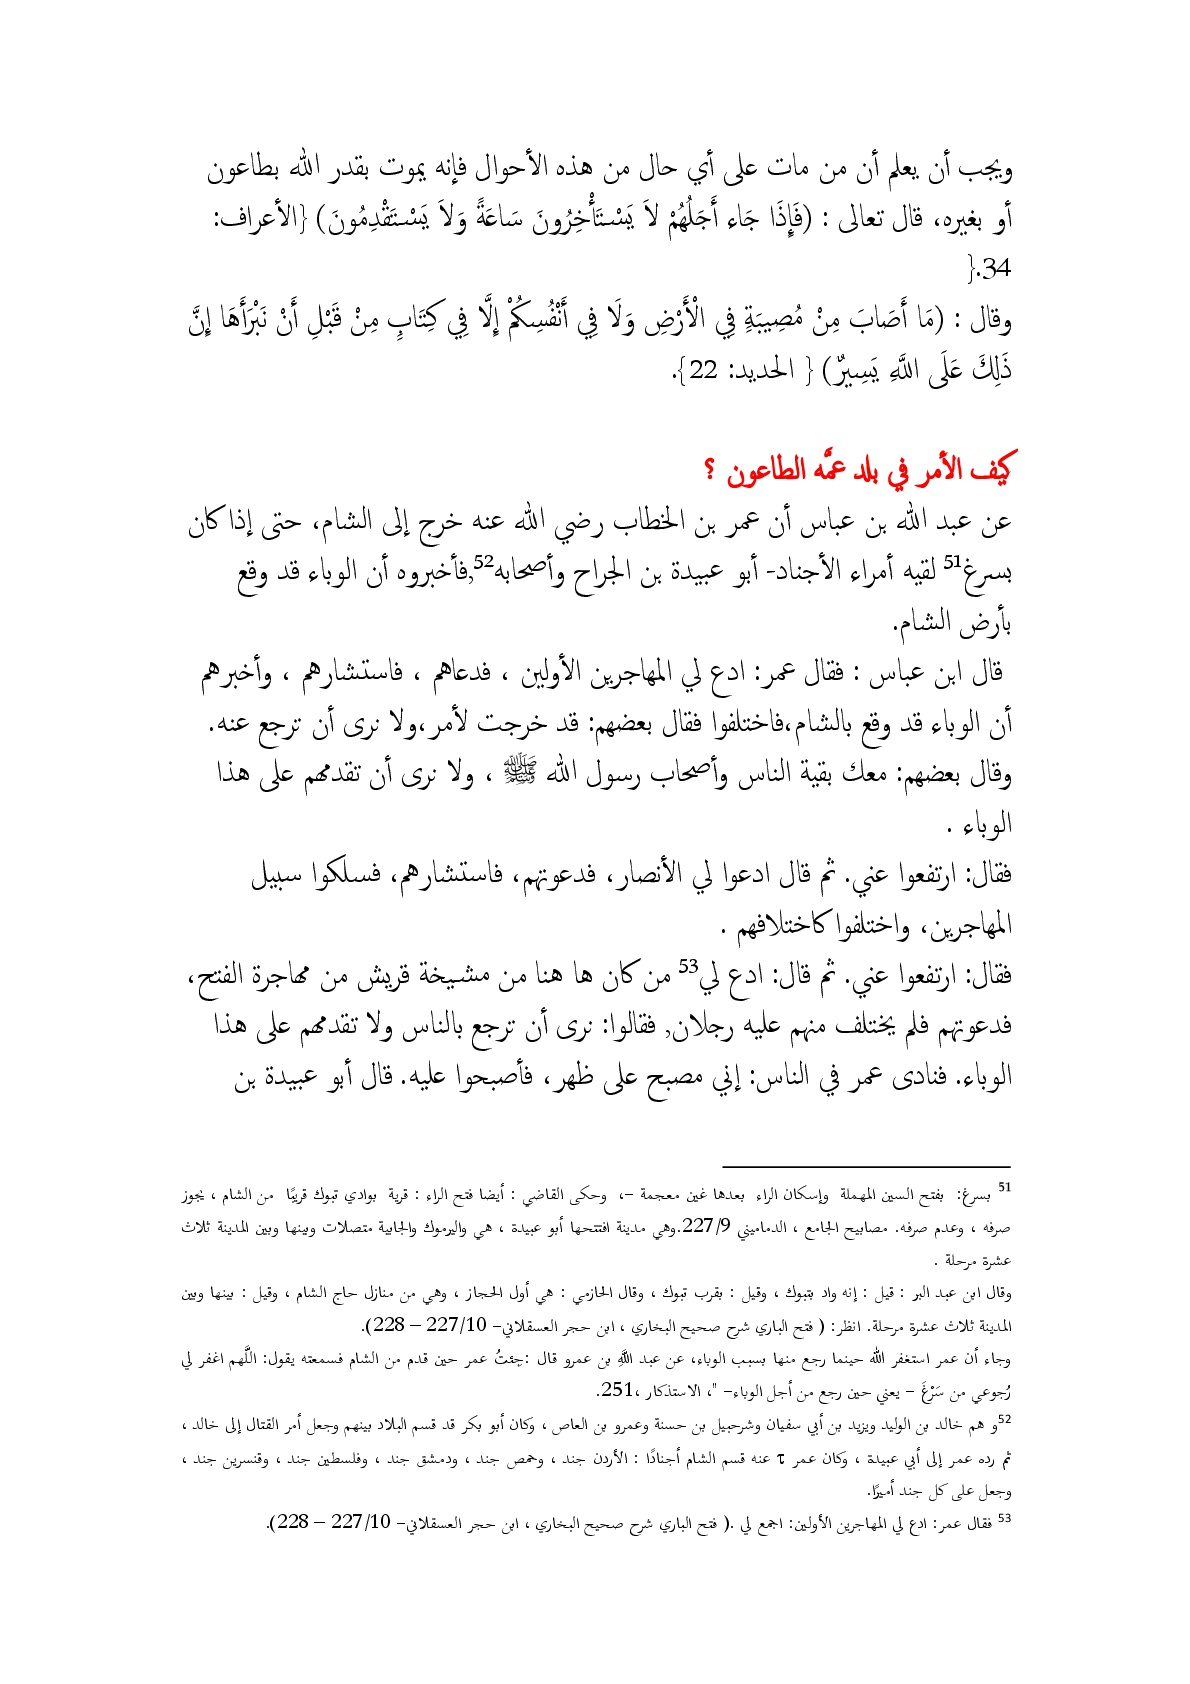 ويجب أن يعلم أن من مات على أي حال من هذه الأحوال فإنه يموت بقدر الله بطاعون
أو بغيره، قال تعالى : (فَإِذَا جَاء أَجَلُهُمْ لاَ يَسْتَأْخِرُونَ سَاعَةً وَلاَ يَسْتَقْدِمُونَ) {الأعراف:
34.{
وقال : (مَا أَصَابَ مِنْ مُصِيبَةٍ فِي الْأَرْضِ وَلَا فِي أَنْفُسِكُمْ إِلَّا فِي كِتَابٍ مِنْ قَبْلِ أَنْ نَبْرَأَهَا إِنَّ
ذَلِكَ عَلَى اللَّهِ يَسِيرٌ) { الحديد: 22}.
كيف الأمر في بلد عمَّه الطاعون ؟
عن عبد الله بن عباس أن عمر بن الخطاب رضي الله عنه خرج إلى الشام، حتى إذا كان
بسرغ51 لقيه أمراء الأجناد- أبو عبيدة بن الجراح وأصحابه52,فأخبروه أن الوباء قد وقع
بأرض الشام.
قال ابن عباس : فقال عمر: ادع لي المهاجرين الأولين ، فدعاهم ، فاستشارهم ، وأخبرهم
أن الوباء قد وقع بالشام،فاختلفوا فقال بعضهم: قد خرجت لأمر،ولا نرى أن ترجع عنه.
وقال بعضهم: معك بقية الناس وأصحاب رسول الله ﷺ ، ولا نرى أن تقدمهم على هذا
الوباء .
فقال: ارتفعوا عني. ثم قال ادعوا لي الأنصار، فدعوتهم، فاستشارهم، فسلكوا سبيل
المهاجرين، واختلفوا كاختلافهم .
فقال: ارتفعوا عني. ثم قال: ادع لي53 من كان ها هنا من مشيخة قريش من مهاجرة الفتح،
فدعوتهم فلم يختلف منهم عليه رجلان, فقالوا: نرى أن ترجع بالناس ولا تقدمهم على هذا
الوباء. فنادى عمر في الناس: إني مصبح على ظهر، فأصبحوا عليه. قال أبو عبيدة بن
51 بسرغ: بفتح السين المهملة وإسكان الراء بعدها غين معجمة –، وحكى القاضي : أيضا فتح الراء : قرية بوادي تبوك قريبًا من الشام ، يجوز
صرفه ، وعدم صرفه. مصابيح الجامع ، الدماميني 227/9.وهي مدينة افتتحها أبو عبيدة ، هي واليرموك والجابية متصلات وبينها وبين المدينة ثلاث
عشرة مرحلة .
وقال ابن عبد البر : قيل : إنه واد بتبوك ، وقيل : بقرب تبوك ، وقال الحازمي : هي أول الحجاز ، وهي من منازل حاج الشام ، وقيل : بينها وبين
المدينة ثلاث عشرة مرحلة. انظر: ( فتح الباري شرح صحيح البخاري ، ابن حجر العسقلاني– 227/10 – 228).
وجاء أن عمر استغفر الله حينما رجع منها بسبب الوباء، عن عبد اللَّهِ بن عمرو قال :جِئتُ عمر حين قدم من الشام فسمعته يقول: اللَّهم اغفر لي
رُجوعي من سَرْغَ – يعني حين رجع من أجل الوباء– "، الاستذكار ،251.
52و هم خالد بن الوليد ويزيد بن أبي سفيان وشرحبيل بن حسنة وعمرو بن العاص ، وكان أبو بكر قد قسم البلاد بينهم وجعل أمر القتال إلى خالد ،
ثم رده عمر إلى أبي عبيدة ، وكان عمر τ عنه قسم الشام أجنادًا : الأردن جند ، وحمص جند ، ودمشق جند ، وفلسطين جند ، وقنسرين جند ،
وجعل على كل جند أميرًا.
53 فقال عمر: ادع لي المهاجرين الأولين: اجمع لي .( فتح الباري شرح صحيح البخاري ، ابن حجر العسقلاني– 227/10 – 228).